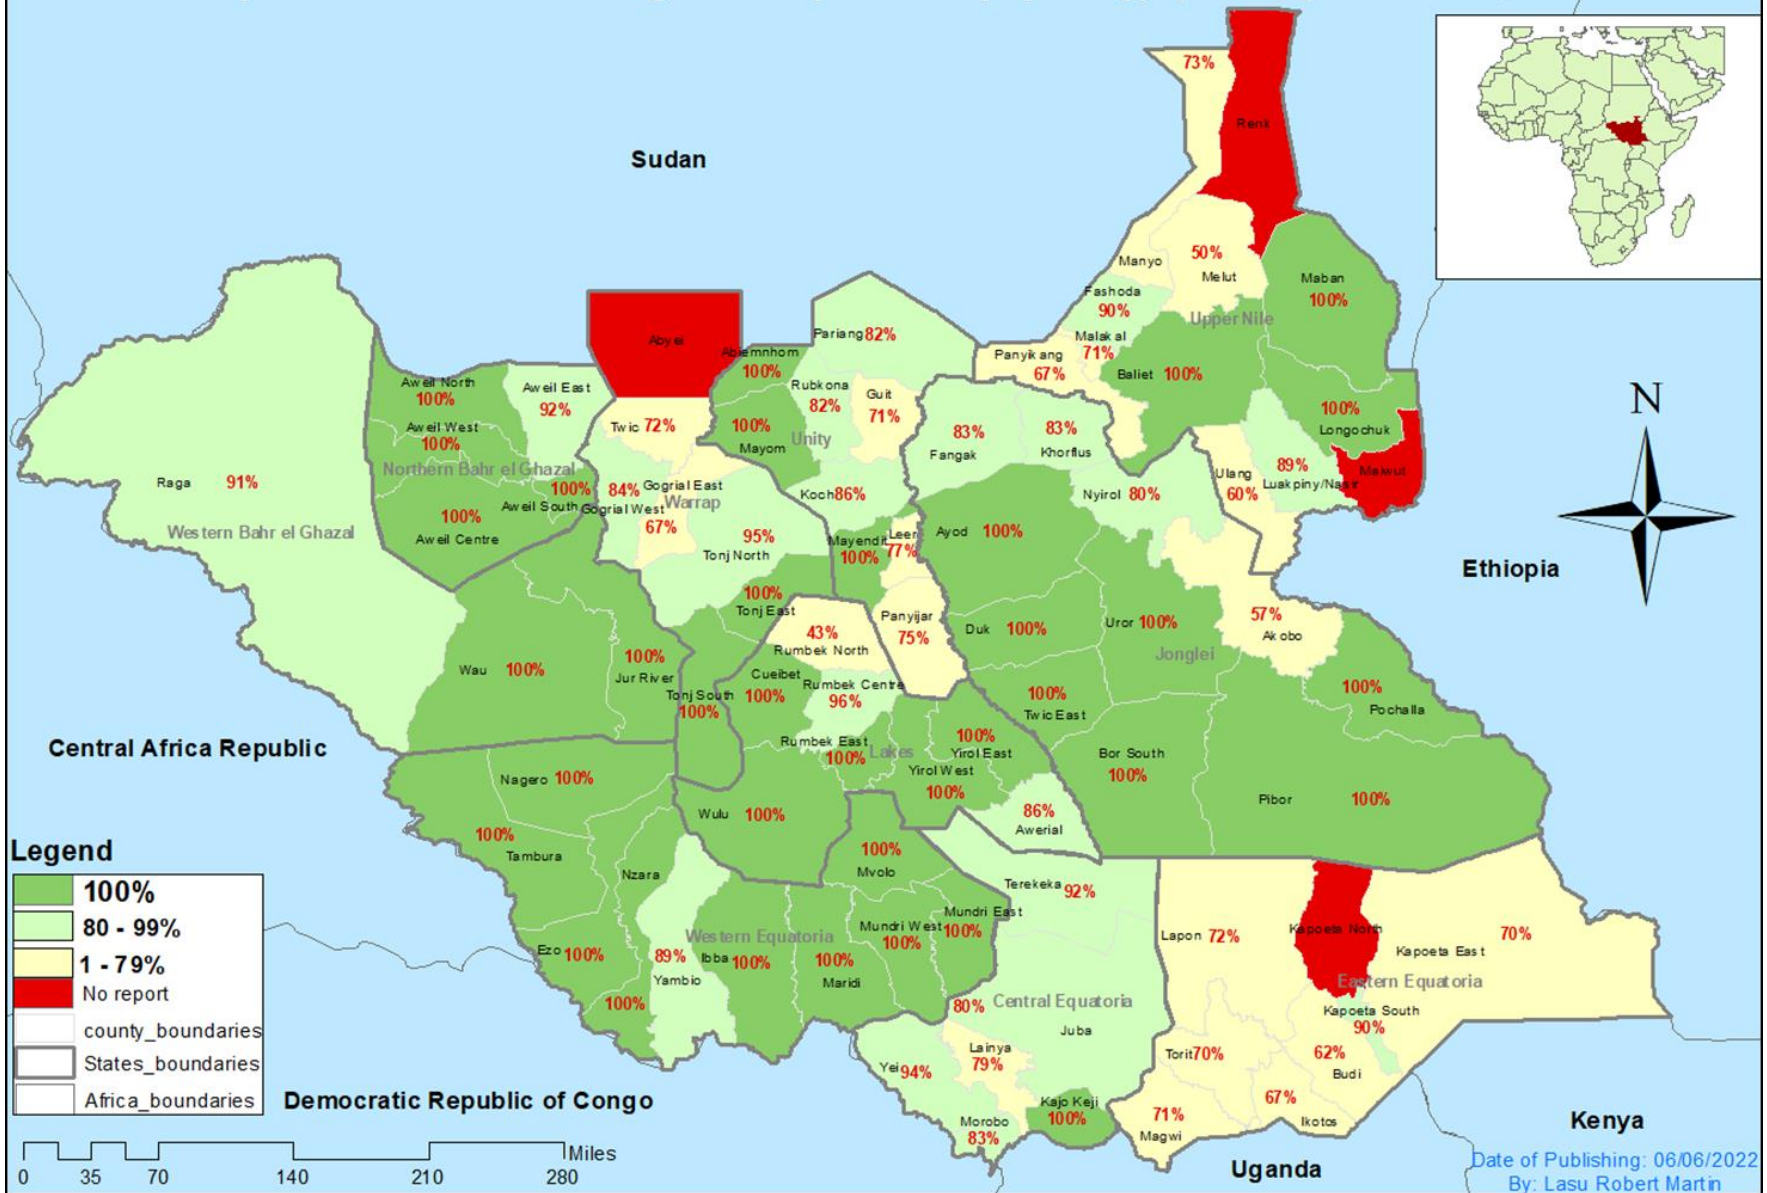 Sudan
73%
Renk
50%
Melut
Manyo
Maban
100%
Fashoda
90%
Upper Nile
Malakal
71%
Panyikang
67%
Baliet 100%
100%
Longochuk
Maiwut
Ulang
60%
89%
Luakpiny/Nasir
Abyei
Abiemnhom
100%
Pariang 82%
Rubkona
82%
Guit
71%
100%
Mayom
Unity
Koch 86%
Mayendit
100%
Leer
77%
Panyijar
75%
Aweil North
100%
Aweil East
92%
Aweil West
100%
Northern Bahr el Ghazal
100%
Aweil South
100%
Aweil Centre
Raga 91%
Western Bahr el Ghazal
Wau 100%
100%
Jur River
Twic 72%
84%
Gogrial East
Gogrial West
67%
Warrap
95%
Tonj North
100%
Tonj East
Tonj South
100%
83%
Fangak
83%
Khorflus
Nyirol 80%
Ayod 100%
Duk 100%
Uror 100%
Jonglei
57%
Akobo
100%
Pochalla
100%
Twic East
Bor South
100%
Pibor 100%
43%
Rumbek North
Cueibet
100%
Rumbek Centre
96%
Rumbek East
100%
Lakes
100%
Yirol East
Yirol West
100%
86%
Awerial
Wulu 100%
Nagero 100%
100%
Tambura
Nzara
Ezo 100%
100%
89%
Yambio
Western Equatoria
Ibba 100%
100%
Maridi
100%
Mvolo
Mundri West
100%
Mundri East
100%
Terekeka 92%
Central Equatoria
80%
Juba
Lainya
79%
Yei 94%
Morobo
83%
Kajo Keji
100%
Lapon 72%
Kapoeta North
70%
Kapoeta East
Eastern Equatoria
Kapoeta South
90%
Torit 70%
62%
Budi
67%
Ikotos
71%
Magwi
Central Africa Republic
Democratic Republic of Congo
Uganda
Kenya
Ethiopia
N
Legend
100%
80 - 99%
1 - 79%
No report
county_boundaries
States_boundaries
Africa_boundaries
Miles
0 35 70 140 210 280
Date of Publishing: 06/06/2022
By: Lasu Robert Martin